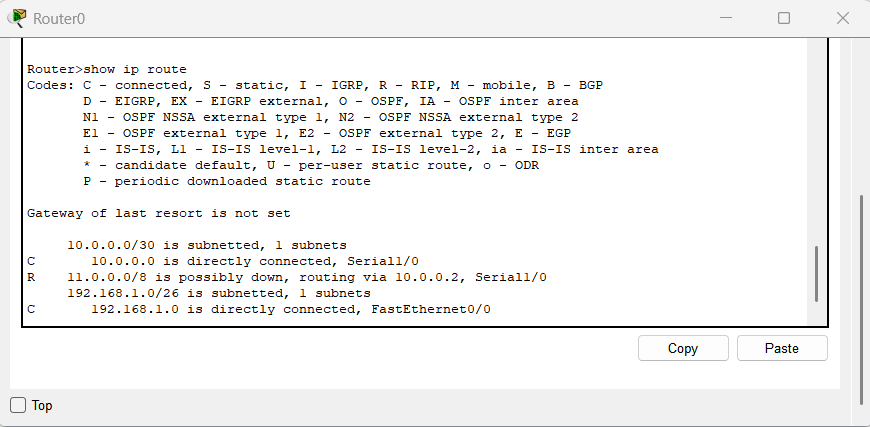 Router0
Router>show ip route
Codes: C - connected, S - static, I - IGRP, R - RIP, M - mobile, B - BGP
       D - EIGRP, EX - EIGRP external, O - OSPF, IA - OSPF inter area
       N1 - OSPF NSSA external type 1, N2 - OSPF NSSA external type 2
       E1 - OSPF external type 1, E2 - OSPF external type 2, E - EGP
       i - IS-IS, L1 - IS-IS level-1, L2 - IS-IS level-2, ia - IS-IS inter area
       * - candidate default, U - per-user static route, o - ODR
       P - periodic downloaded static route
Gateway of last resort is not set
     10.0.0.0/30 is subnetted, 1 subnets
C       10.0.0.0 is directly connected, Serial1/0
R    11.0.0.0/8 is possibly down, routing via 10.0.0.2, Serial1/0
     192.168.1.0/26 is subnetted, 1 subnets
C       192.168.1.0 is directly connected, FastEthernet0/0
Copy Paste
Top